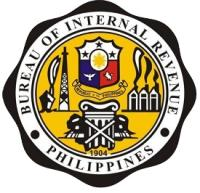 BUREAU OF INTERNAL REVENUE
1904
PHILIPPINES